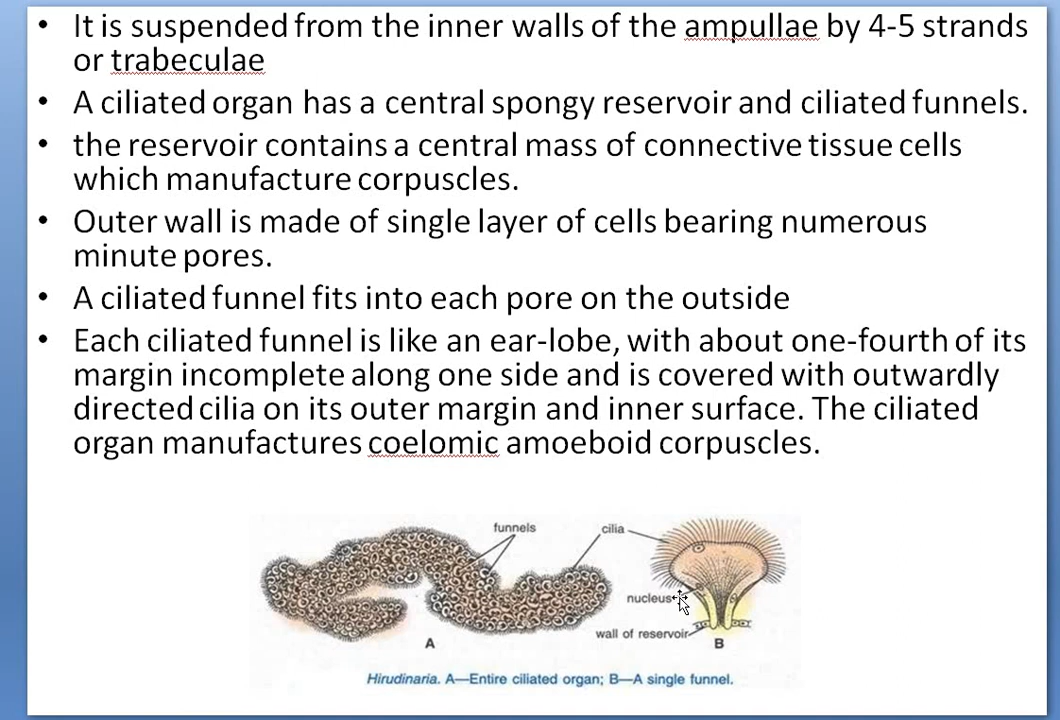 • It is suspended from the inner walls of the ampullae by 4-5 strands
or trabeculae
• A ciliated organ has a central spongy reservoir and ciliated funnels.
• the reservoir contains a central mass of connective tissue cells
which manufacture corpuscles.
• Outer wall is made of single layer of cells bearing numerous
minute pores.
• A ciliated funnel fits into each pore on the outside
• Each ciliated funnel is like an ear-lobe, with about one-fourth of its
margin incomplete along one side and is covered with outwardly
directed cilia on its outer margin and inner surface. The ciliated
organ manufactures coelomic amoeboid corpuscles.
funnels
cilia
nucleus
wall of reservoir
A
B
Hirudinaria. A—Entire ciliated organ; B—A single funnel.